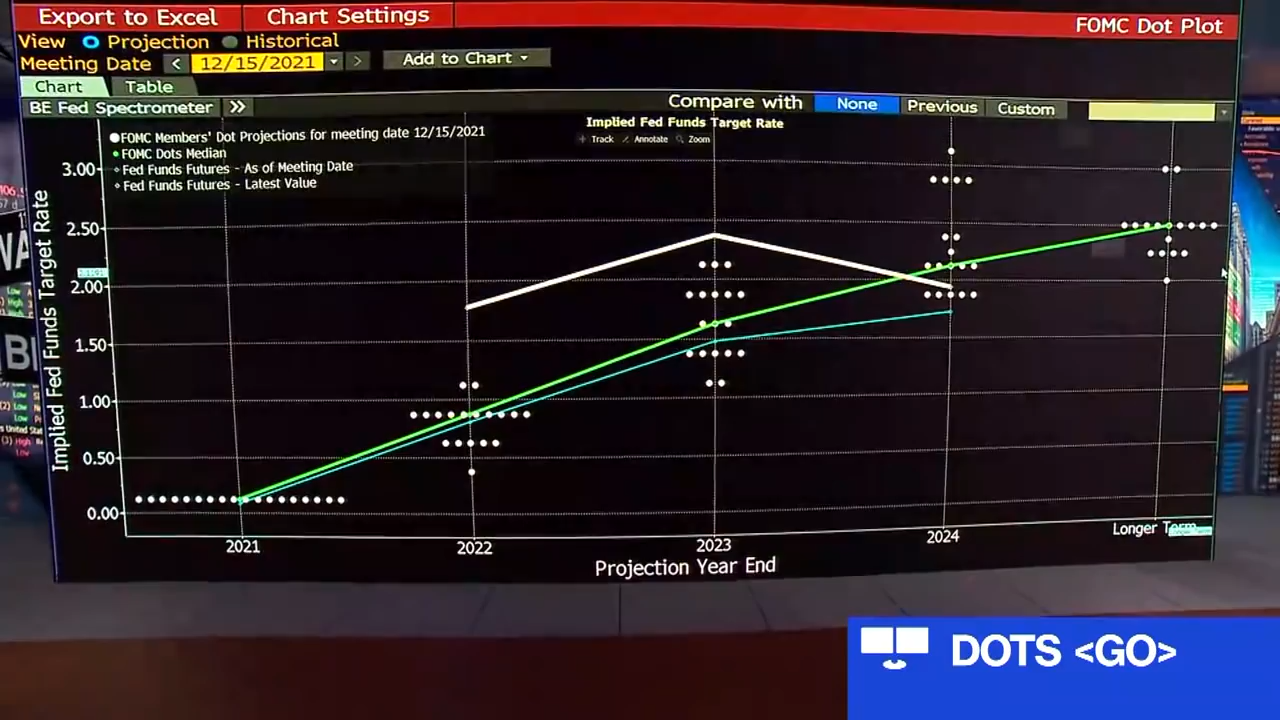 Export to Excel
Chart Settings
FOMC Dot Plot
View
Projection
Historical
Meeting Date < 12/15/2021 >
Add to Chart
Chart
Table
BE Fed Spectrometer »
Compare with
None
Previous
Custom
Implied Fed Funds Target Rate
Track
Annotate
Zoom
FOMC Members' Dot Projections for meeting date 12/15/2021
FOMC Dots Median
Fed Funds Futures - As of Meeting Date
Fed Funds Futures - Latest Value
Implied Fed Funds Target Rate
3.00
2.50
2.00
1.50
1.00
0.50
0.00
2021
2022
2023
2024
Longer Term
Projection Year End
DOTS <GO>